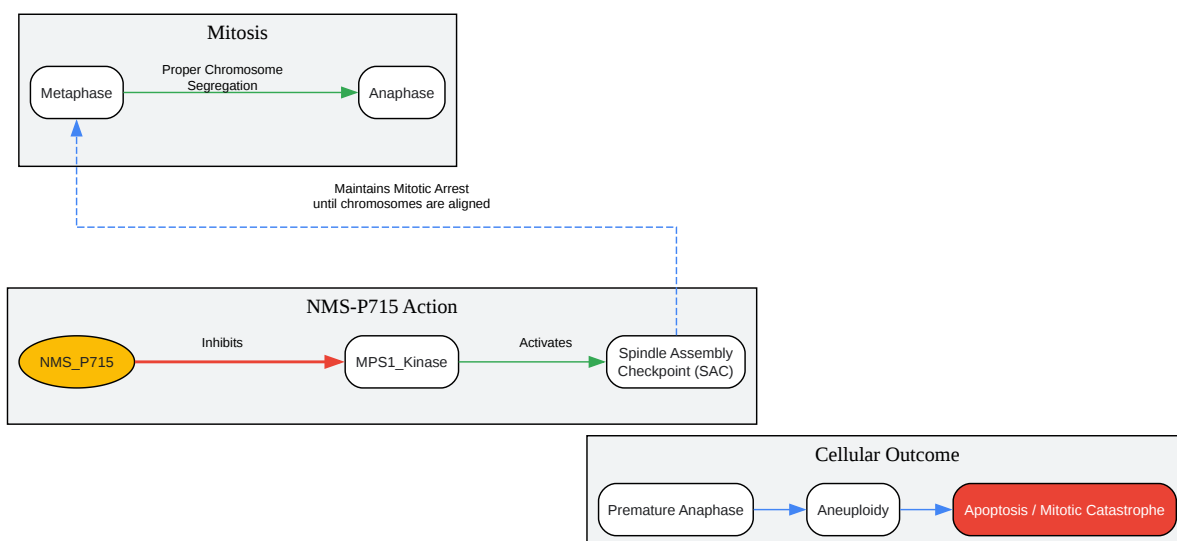 Mitosis
Proper Chromosome
Segregation
Metaphase
Anaphase
Maintains Mitotic Arrest
until chromosomes are aligned
NMS-P715 Action
Inhibits
Activates
NMS_P715
MPS1_Kinase
Spindle Assembly
Checkpoint (SAC)
Cellular Outcome
Premature Anaphase
Aneuploidy
Apoptosis / Mitotic Catastrophe